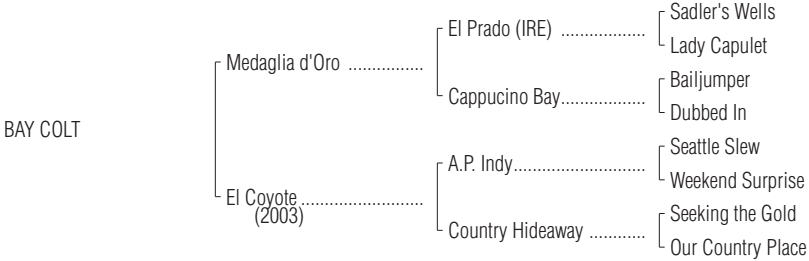 Sadler's Wells
El Prado (IRE) ..................
Lady Capulet
Medaglia d'Oro ................
Bailjumper
Cappucino Bay..................
Dubbed In
BAY COLT
Seattle Slew
A.P. Indy............................
Weekend Surprise
El Coyote ..........................
(2003)
Seeking the Gold
Country Hideaway ............
Our Country Place